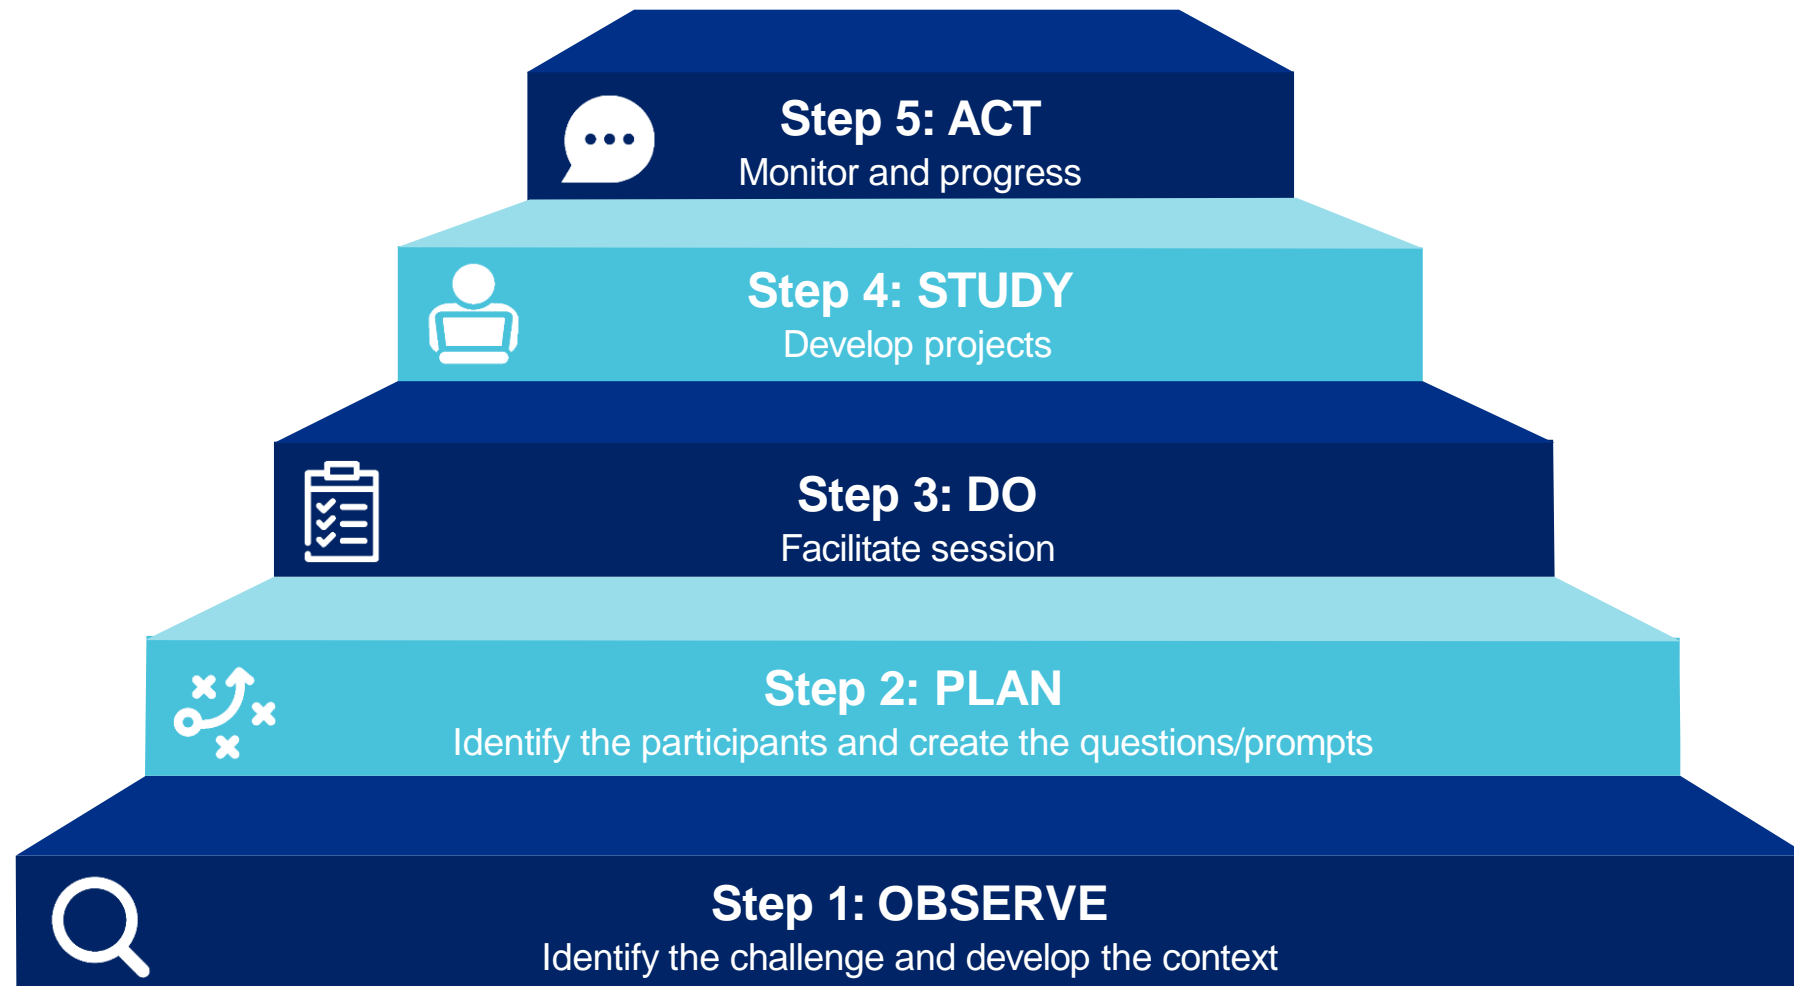 Step 5: ACT
Monitor and progress
Step 4: STUDY
Develop projects
Step 3: DO
Facilitate session
Step 2: PLAN
Identify the participants and create the questions/prompts
Step 1: OBSERVE
Identify the challenge and develop the context